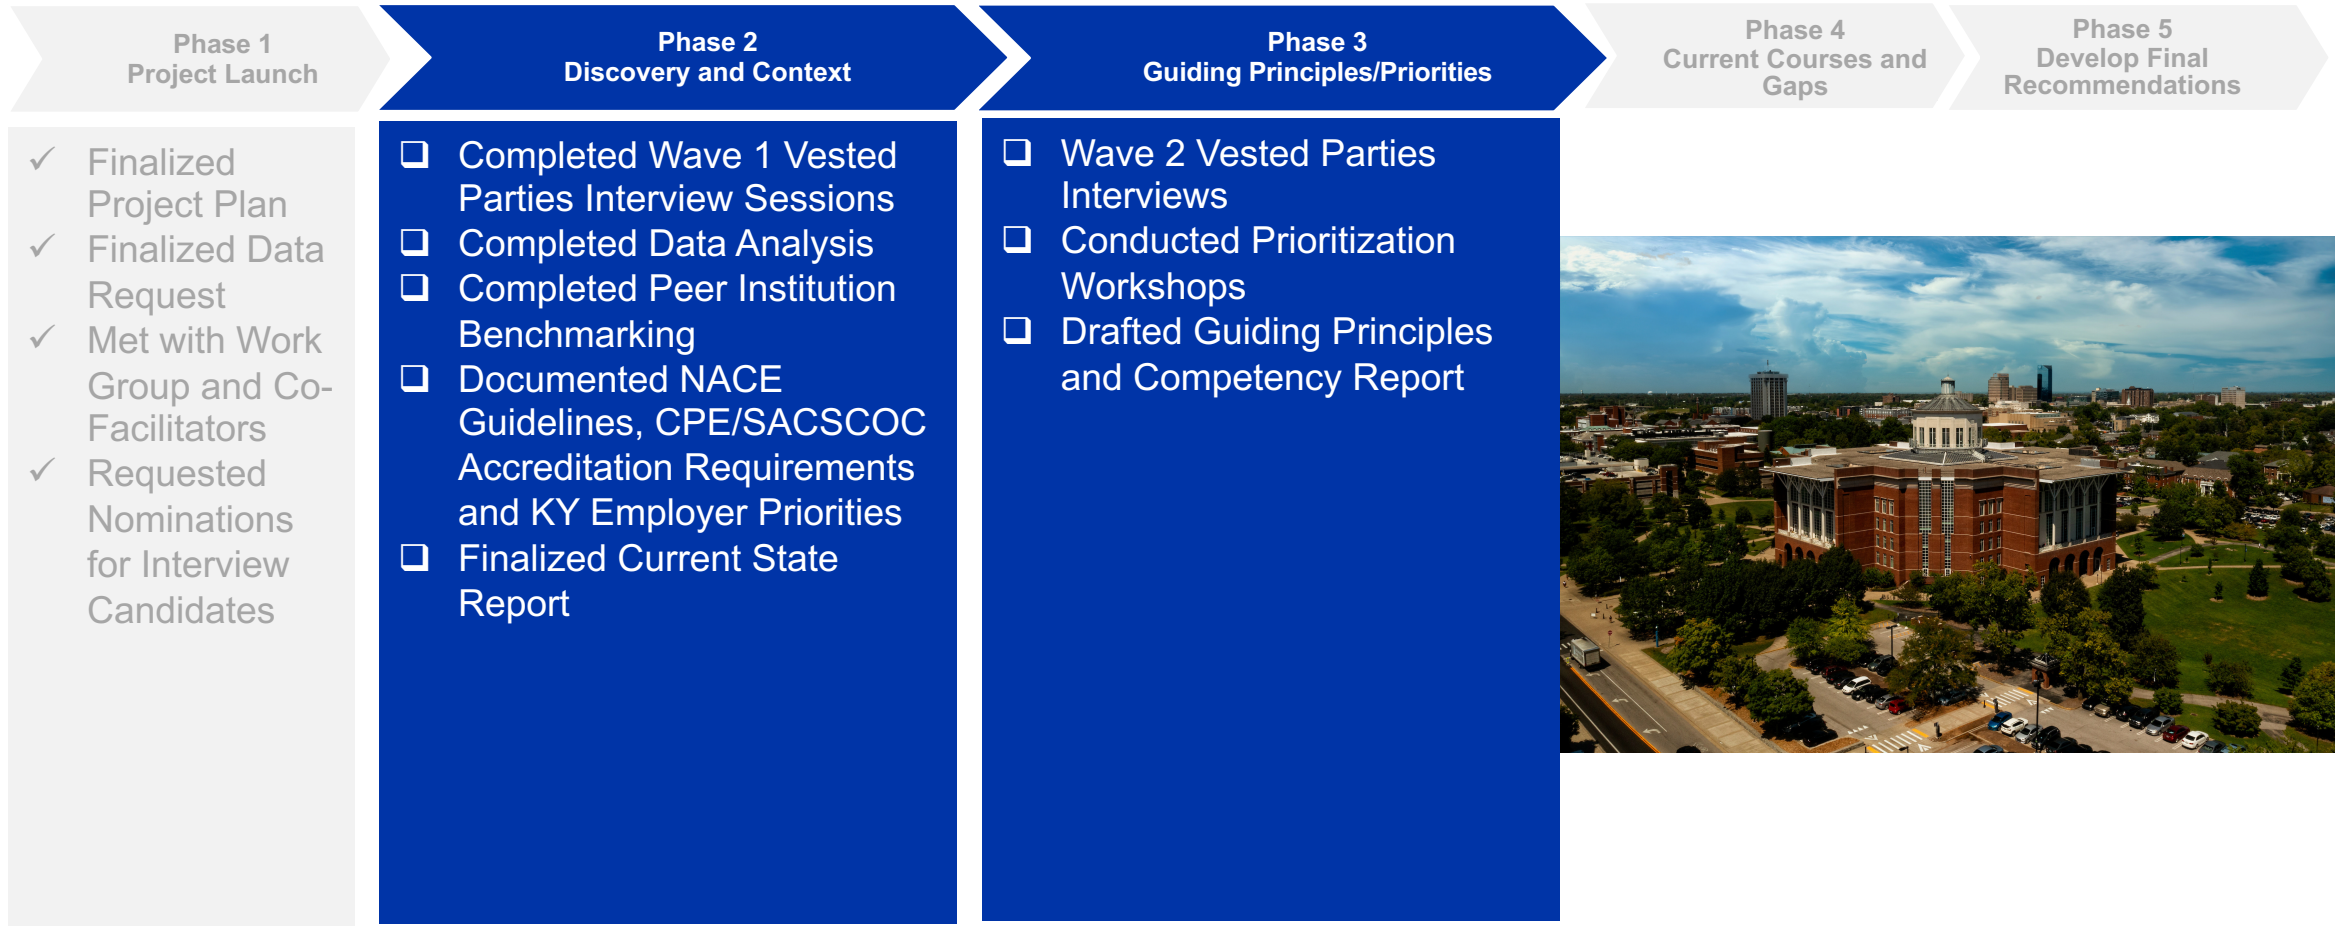 Phase 1
Project Launch
Phase 2
Discovery and Context
Phase 3
Guiding Principles/Priorities
Phase 4
Current Courses and
Gaps
Phase 5
Develop Final
Recommendations
✓ Finalized
Project Plan
✓ Finalized Data
Request
✓ Met with Work
Group and Co-
Facilitators
✓ Requested
Nominations
for Interview
Candidates
❑ Completed Wave 1 Vested
Parties Interview Sessions
❑ Completed Data Analysis
❑ Completed Peer Institution
Benchmarking
❑ Documented NACE
Guidelines, CPE/SACSCOC
Accreditation Requirements
and KY Employer Priorities
❑ Finalized Current State
Report
❑ Wave 2 Vested Parties
Interviews
❑ Conducted Prioritization
Workshops
❑ Drafted Guiding Principles
and Competency Report